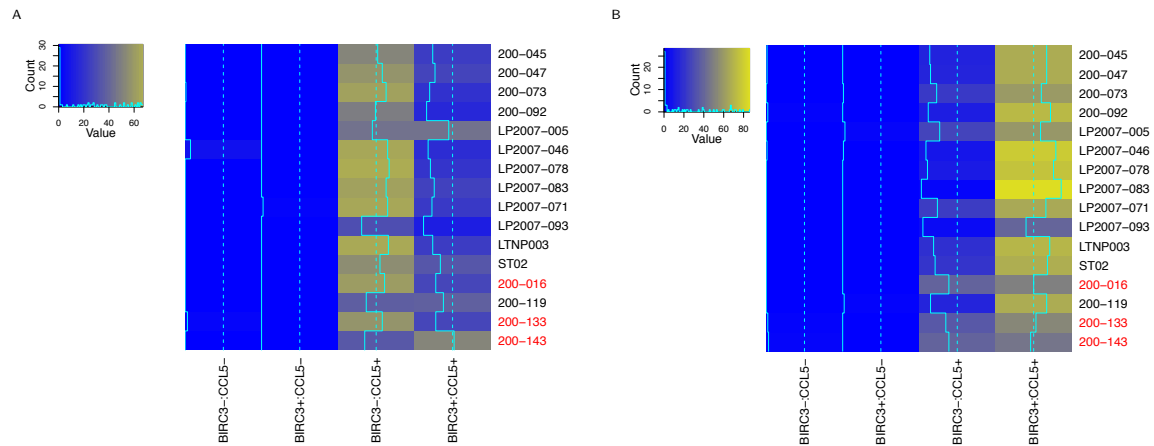 A
Count
0 10 20 30
0 20 40 60
Value
200−045
200−047
200−073
200−092
LP2007−005
LP2007−046
LP2007−078
LP2007−083
LP2007−071
LP2007−093
LTNP003
ST02
200−016
200−119
200−133
200−143
BIRC3−:CCL5−
BIRC3+:CCL5−
BIRC3−:CCL5+
BIRC3+:CCL5+
B
Count
0 10 20
0 20 40 60 80
Value
200−045
200−047
200−073
200−092
LP2007−005
LP2007−046
LP2007−078
LP2007−083
LP2007−071
LP2007−093
LTNP003
ST02
200−016
200−119
200−133
200−143
BIRC3−:CCL5−
BIRC3+:CCL5−
BIRC3−:CCL5+
BIRC3+:CCL5+